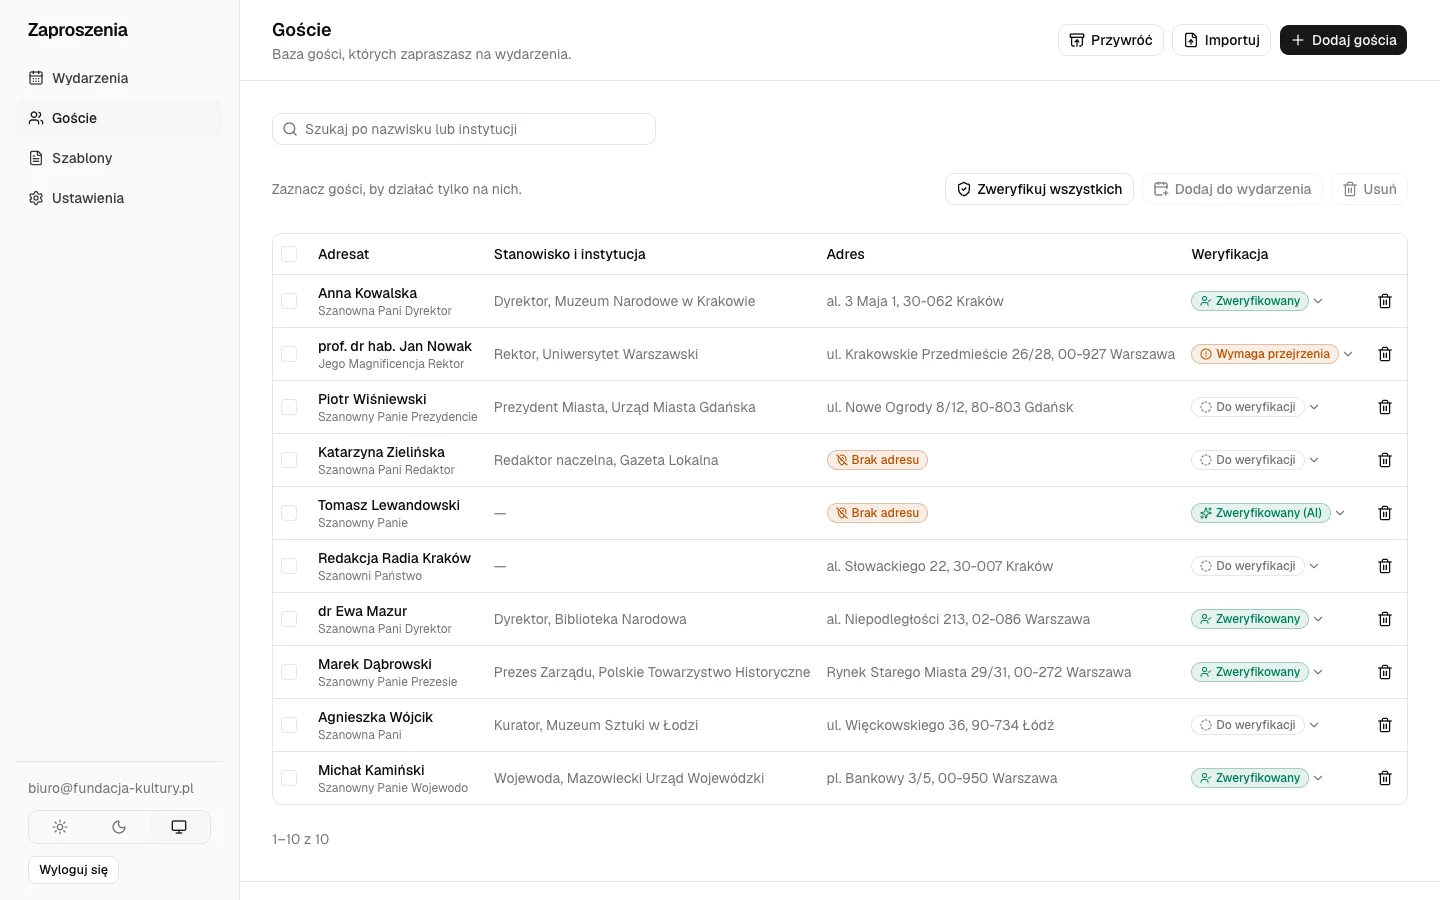 Zaproszenia
Wydarzenia
Goście
Szablony
Ustawienia
biuro@fundacja-kultury.pl
Wyloguj się
Goście
Baza gości, których zapraszasz na wydarzenia.
Przywróć
Importuj
Dodaj gościa
Szukaj po nazwisku lub instytucji
Zaznacz gości, by działać tylko na nich.
Zweryfikuj wszystkich
Dodaj do wydarzenia
Usuń
Adresat Stanowisko i instytucja Adres Weryfikacja
Anna Kowalska
Szanowna Pani Dyrektor
Dyrektor, Muzeum Narodowe w Krakowie
al. 3 Maja 1, 30-062 Kraków
Zweryfikowany
prof. dr hab. Jan Nowak
Jego Magnificencja Rektor
Rektor, Uniwersytet Warszawski
ul. Krakowskie Przedmieście 26/28, 00-927 Warszawa
Wymaga przejrzenia
Piotr Wiśniewski
Szanowny Panie Prezydencie
Prezydent Miasta, Urząd Miasta Gdańska
ul. Nowe Ogrody 8/12, 80-803 Gdańsk
Do weryfikacji
Katarzyna Zielińska
Szanowna Pani Redaktor
Redaktor naczelna, Gazeta Lokalna
Brak adresu
Do weryfikacji
Tomasz Lewandowski
Szanowny Panie
—
Brak adresu
Zweryfikowany (AI)
Redakcja Radia Kraków
Szanowni Państwo
—
al. Słowackiego 22, 30-007 Kraków
Do weryfikacji
dr Ewa Mazur
Szanowna Pani Dyrektor
Dyrektor, Biblioteka Narodowa
al. Niepodległości 213, 02-086 Warszawa
Zweryfikowany
Marek Dąbrowski
Szanowny Panie Prezesie
Prezes Zarządu, Polskie Towarzystwo Historyczne
Rynek Starego Miasta 29/31, 00-272 Warszawa
Zweryfikowany
Agnieszka Wójcik
Szanowna Pani
Kurator, Muzeum Sztuki w Łodzi
ul. Więckowskiego 36, 90-734 Łódź
Do weryfikacji
Michał Kamiński
Szanowny Panie Wojewodo
Wojewoda, Mazowiecki Urząd Wojewódzki
pl. Bankowy 3/5, 00-950 Warszawa
Zweryfikowany
1–10 z 10